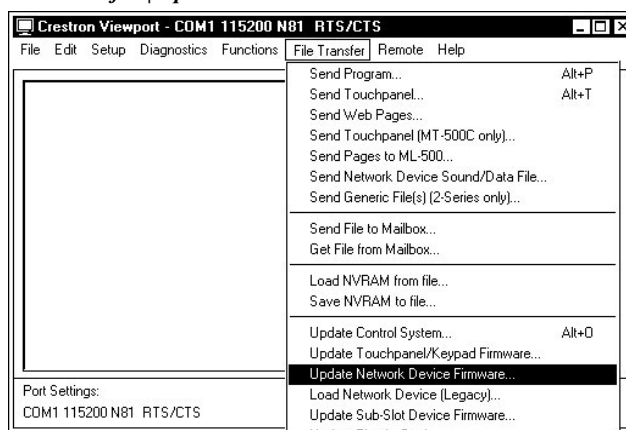 Crestron Viewport - COM1 115200 N81 RTS/CTS
File Edit Setup Diagnostics Functions File Transfer Remote Help
Send Program... Alt+P
Send Touchpanel... Alt+T
Send Web Pages...
Send Touchpanel (MT-500C only)...
Send Pages to ML-500...
Send Network Device Sound/Data File...
Send Generic File(s) (2-Series only)...
Send File to Mailbox...
Get File from Mailbox...
Load NVRAM from file...
Save NVRAM to file...
Update Control System... Alt+O
Update Touchpanel/Keypad Firmware...
Update Network Device Firmware...
Load Network Device (Legacy)...
Update Sub-Slot Device Firmware...
Port Settings:
COM1 115200 N81 RTS/CTS